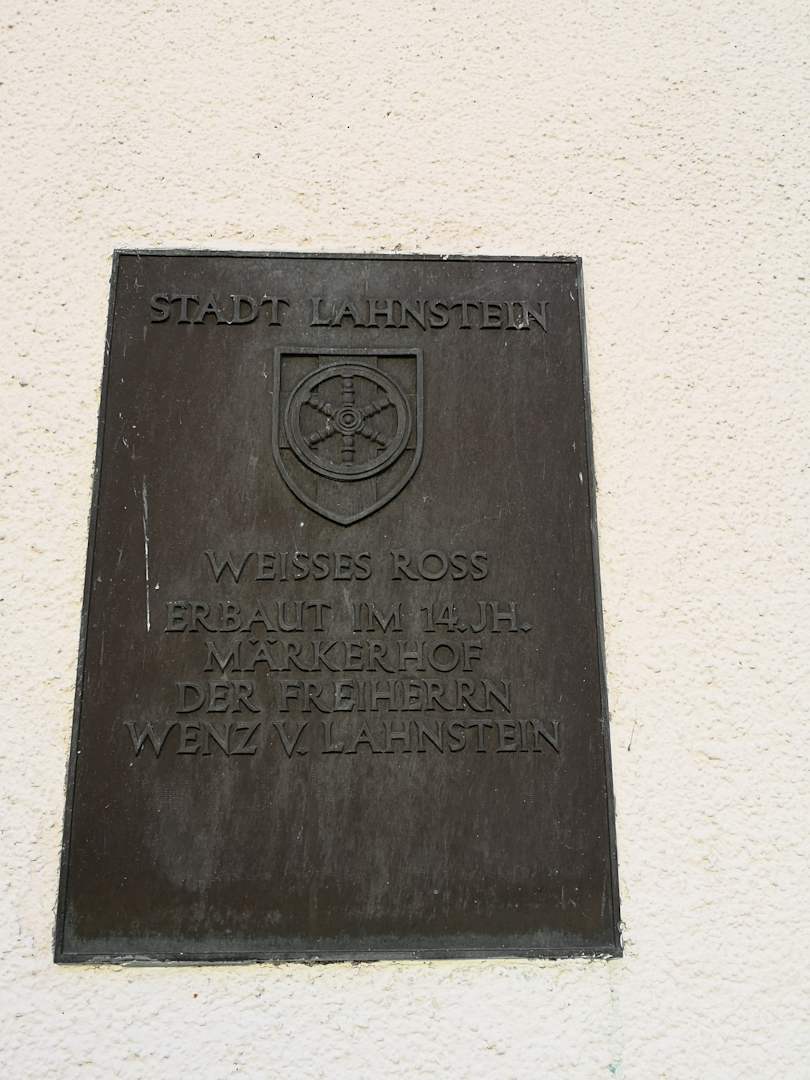 STADT LAHNSTEIN
WEISSES ROSS
ERBAUT IM 14. JH.
MÄRKERHOF
DER FREIHERRN
WENZ V. LAHNSTEIN